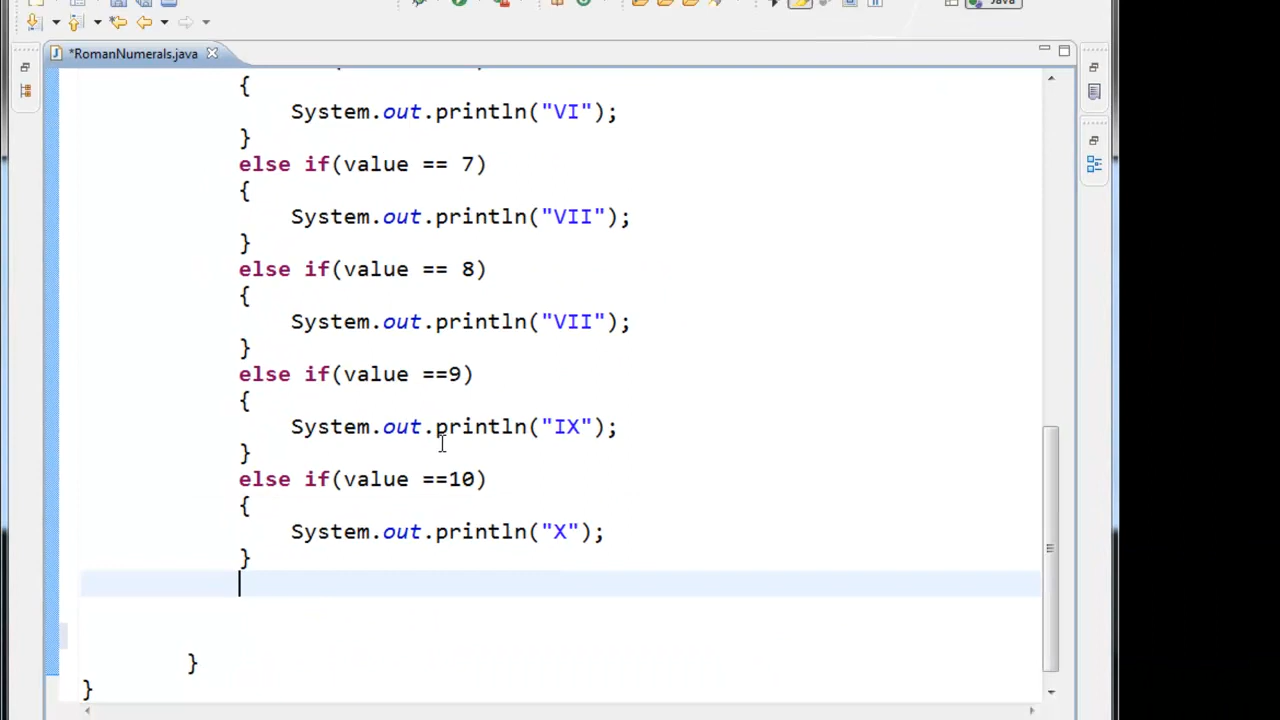 Java
*RomanNumerals.java
{
System.out.println("VI");
}
else if(value == 7)
{
System.out.println("VII");
}
else if(value == 8)
{
System.out.println("VII");
}
else if(value ==9)
{
System.out.println("IX");
}
else if(value ==10)
{
System.out.println("X");
}
}
}